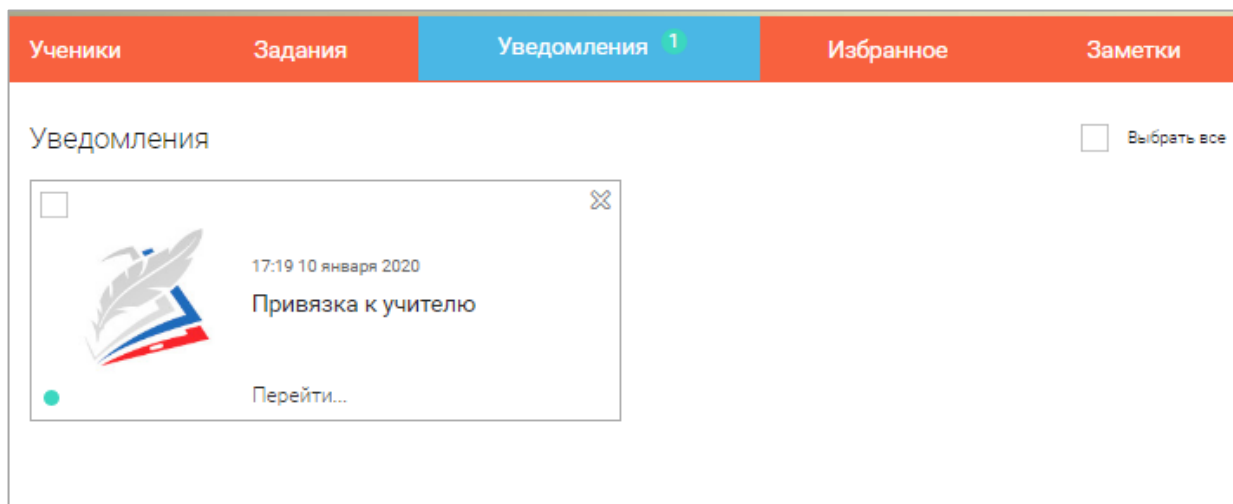 Ученики Задания Уведомления 1 Избранное Заметки
Уведомления
Выбрать все
17:19 10 января 2020
Привязка к учителю
Перейти...